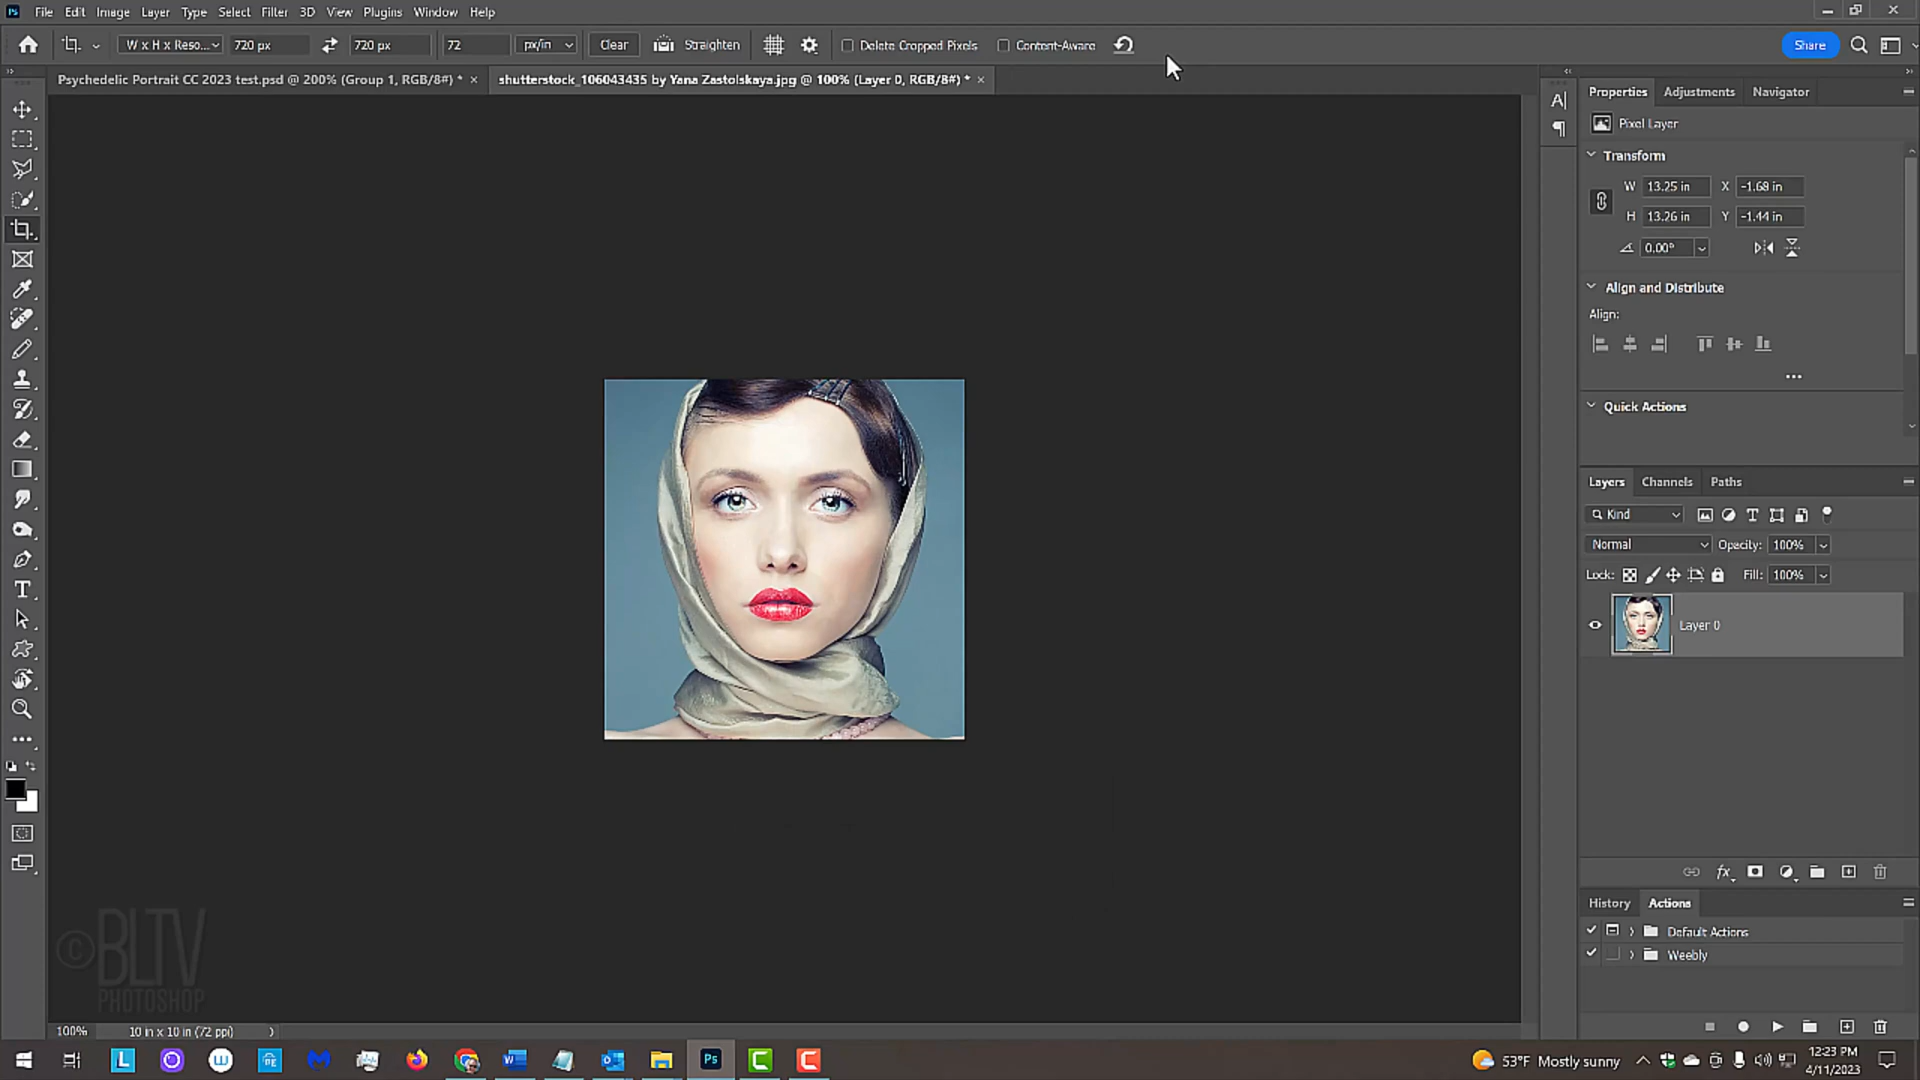 File Edit Image Layer Type Select Filter 3D View Plugins Window Help
W x H x Reso... 720 px 720 px 72 px/in Clear Straighten Delete Cropped Pixels Content-Aware Share
Psychedelic Portrait CC 2023 test.psd @ 200% (Group 1, RGB/8#) * × shutterstock_106043435 by Yana Zastolskaya.jpg @ 100% (Layer 0, RGB/8#) * ×
Properties Adjustments Navigator
Pixel Layer
Transform
W 13.25 in X -1.68 in
H 13.26 in Y -1.44 in
0.00°
Align and Distribute
Align:
Quick Actions
Layers Channels Paths
Kind
Normal Opacity: 100%
Lock: Fill: 100%
Layer 0
fx
History Actions
Default Actions
Weebly
© BLTV
PHOTOSHOP
100% 10 in x 10 in (72 ppi)
53°F Mostly sunny
12:23 PM
4/11/2023